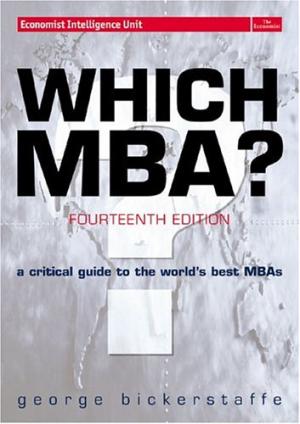 Economist Intelligence Unit
The
Economist
WHICH
MBA?
FOURTEENTH EDITION
a critical guide to the world's best MBAs
george bickerstaffe